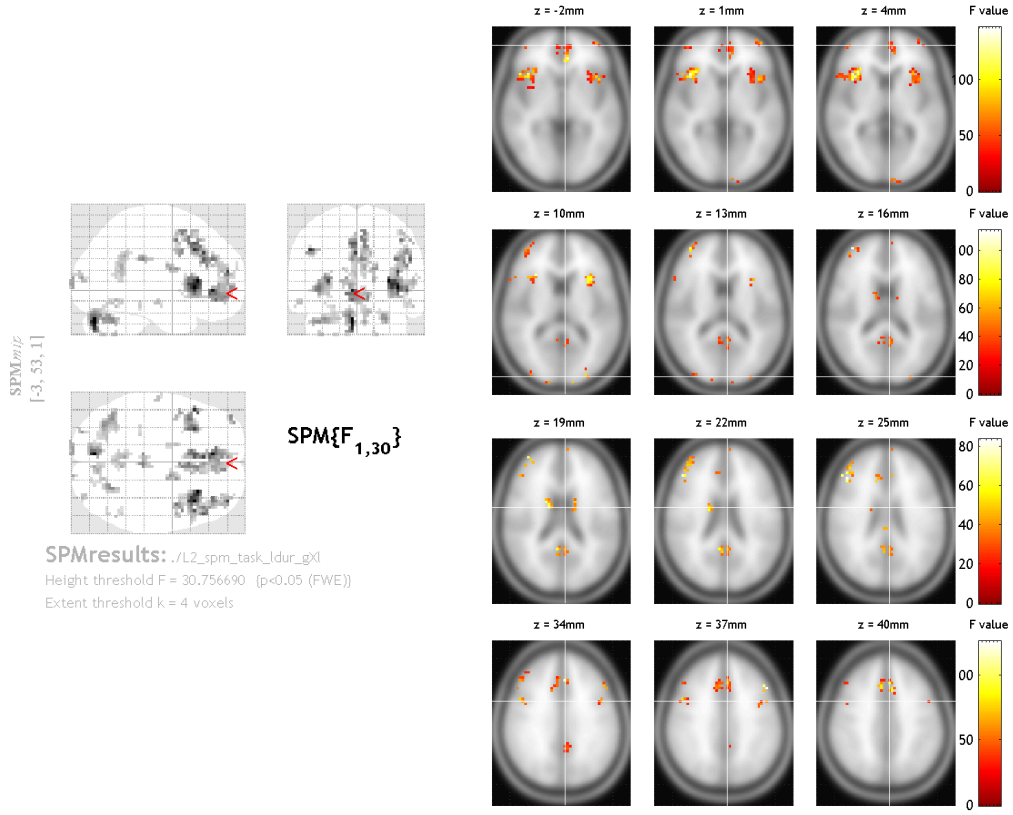 z = -2mm
z = 1mm
z = 4mm
F value
00
50
0
z = 10mm
z = 13mm
z = 16mm
F value
00
80
60
40
20
0
SPMmip
[-3, 53, 1]
SPM{F1,30}
z = 19mm
z = 22mm
z = 25mm
F value
80
60
40
20
0
SPMresults: ./L2_spm_task_ldur_gXl
Height threshold F = 30.756690 {p<0.05 (FWE)}
Extent threshold k = 4 voxels
z = 34mm
z = 37mm
z = 40mm
F value
00
50
0